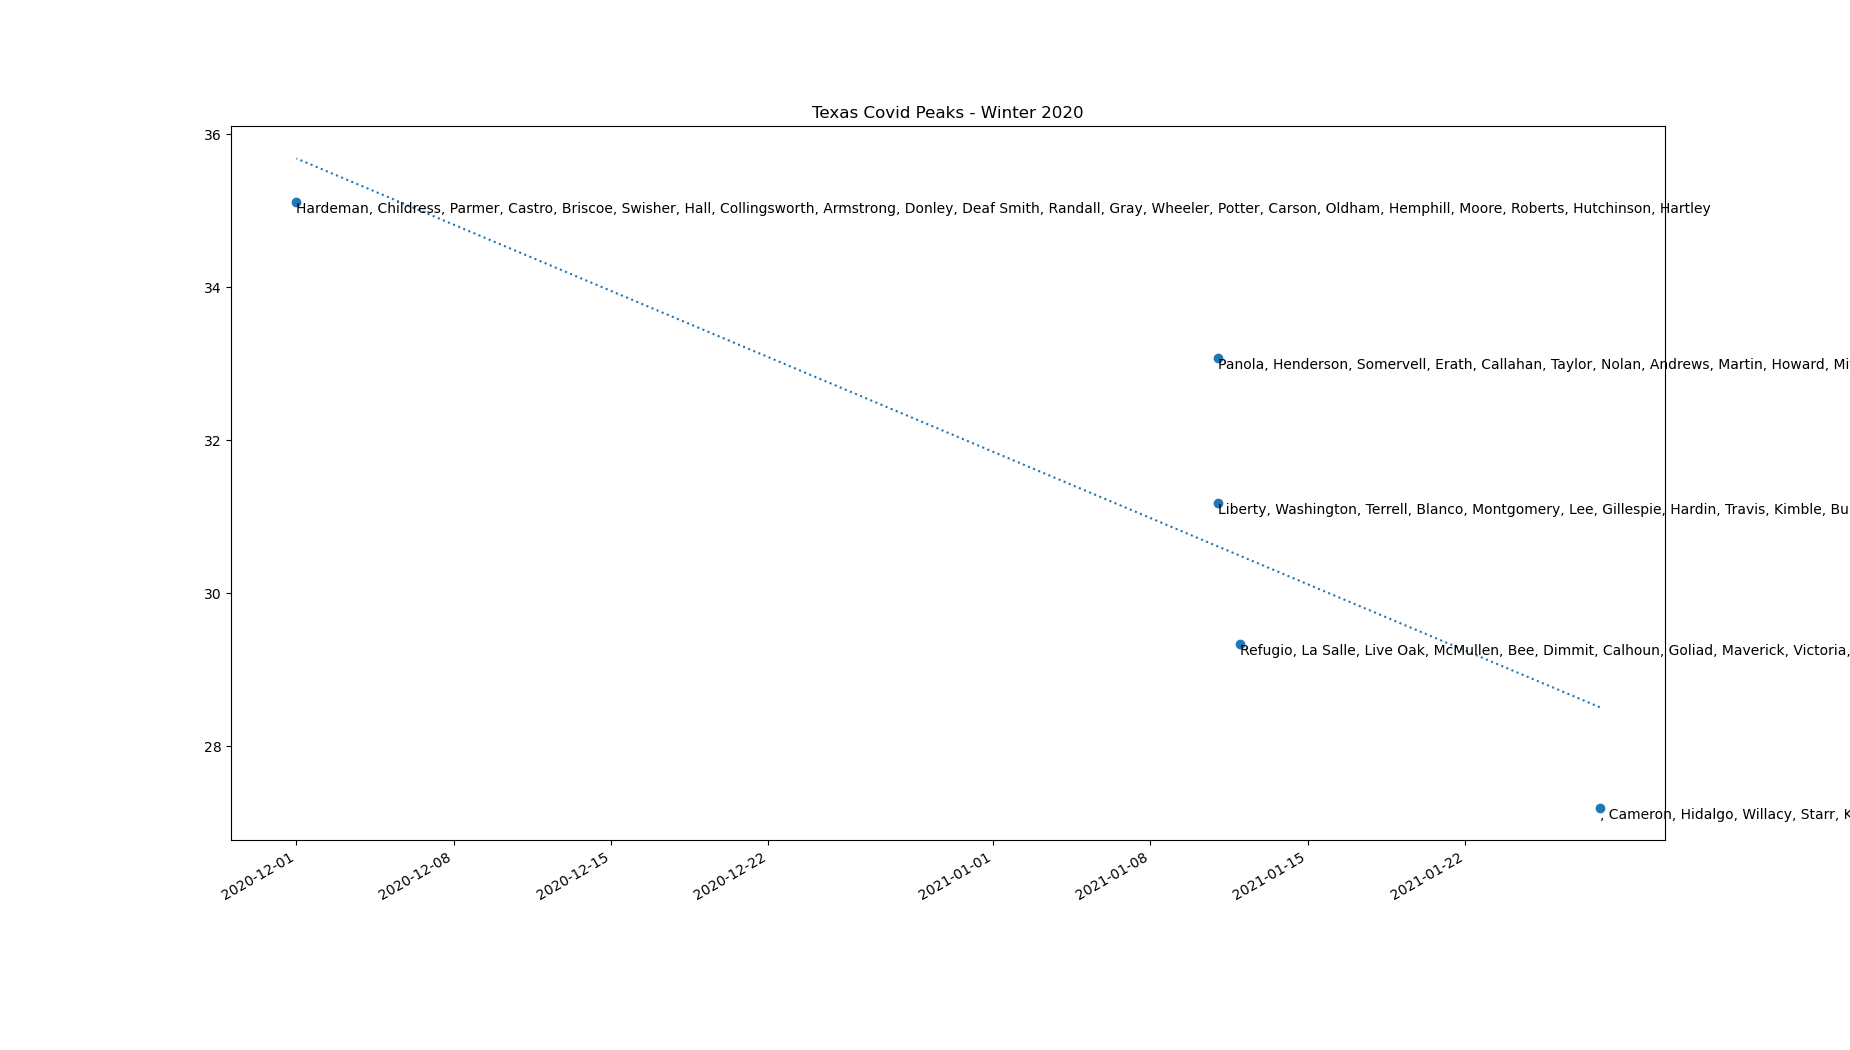 Texas Covid Peaks - Winter 2020
36
Hardeman, Childress, Parmer, Castro, Briscoe, Swisher, Hall, Collingsworth, Armstrong, Donley, Deaf Smith, Randall, Gray, Wheeler, Potter, Carson, Oldham, Hemphill, Moore, Roberts, Hutchinson, Hartley
34
Panola, Henderson, Somervell, Erath, Callahan, Taylor, Nolan, Andrews, Martin, Howard, Mi
32
Liberty, Washington, Terrell, Blanco, Montgomery, Lee, Gillespie, Hardin, Travis, Kimble, Bu
30
Refugio, La Salle, Live Oak, McMullen, Bee, Dimmit, Calhoun, Goliad, Maverick, Victoria,
28
, Cameron, Hidalgo, Willacy, Starr, K
2020-12-01
2020-12-08
2020-12-15
2020-12-22
2021-01-01
2021-01-08
2021-01-15
2021-01-22